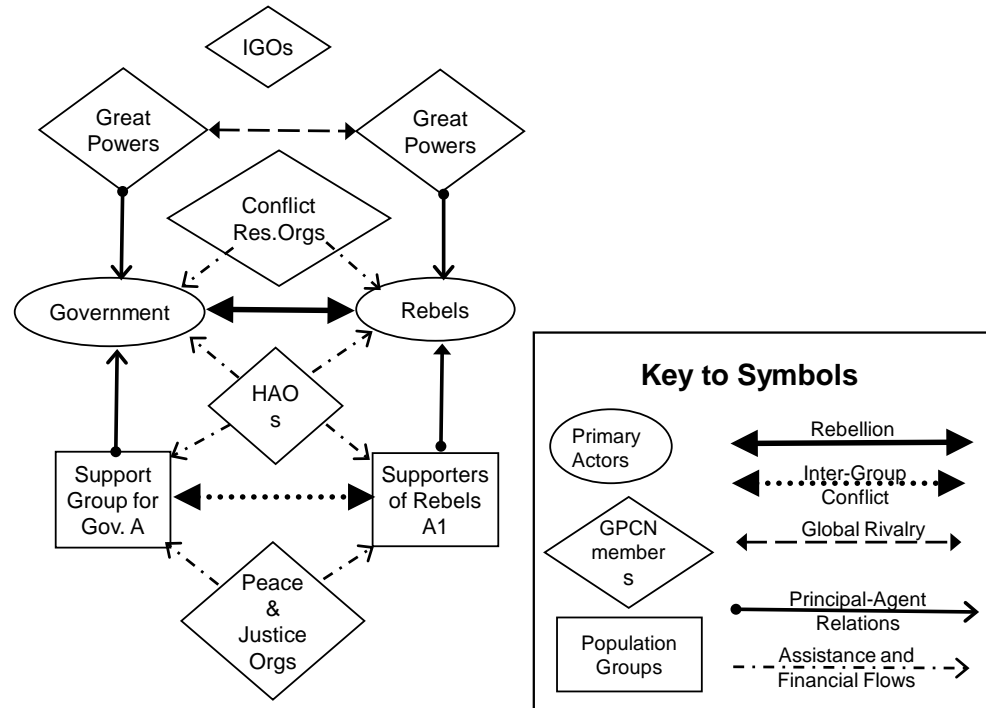 IGOs
Great
Powers
Great
Powers
Conflict
Res.Orgs
Government
Rebels
HAO
s
Support
Group for
Gov. A
Supporters
of Rebels
A1
Peace
&
Justice
Orgs
Key to Symbols
Primary
Actors
Rebellion
Inter-Group
Conflict
GPCN
member
s
Global Rivalry
Principal-Agent
Relations
Population
Groups
Assistance and
Financial Flows